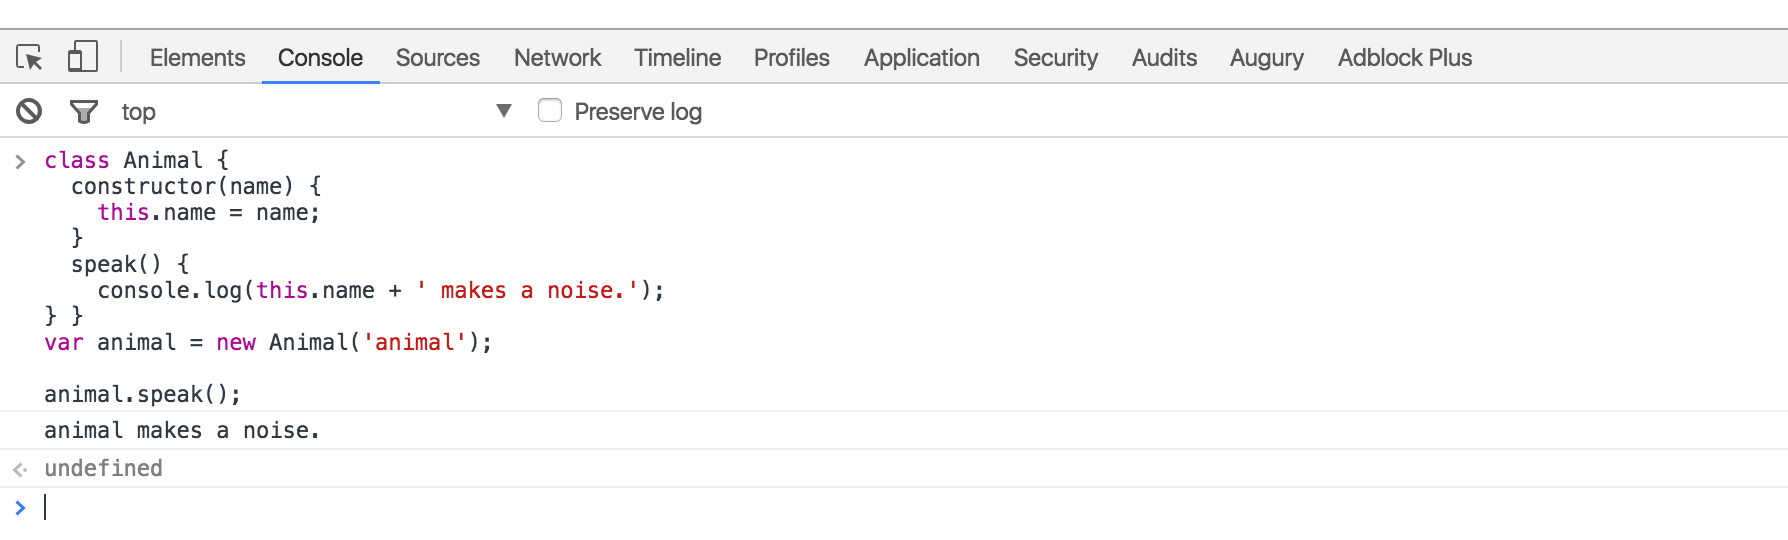 Elements Console Sources Network Timeline Profiles Application Security Audits Augury Adblock Plus
top Preserve log
class Animal {
  constructor(name) {
    this.name = name;
  }
  speak() {
    console.log(this.name + ' makes a noise.');
} }
var animal = new Animal('animal');
animal.speak();
animal makes a noise.
undefined